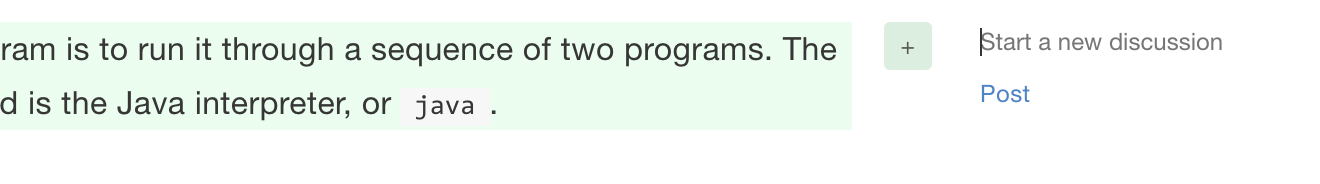 ram is to run it through a sequence of two programs. The
d is the Java interpreter, or java .
+
Start a new discussion
Post